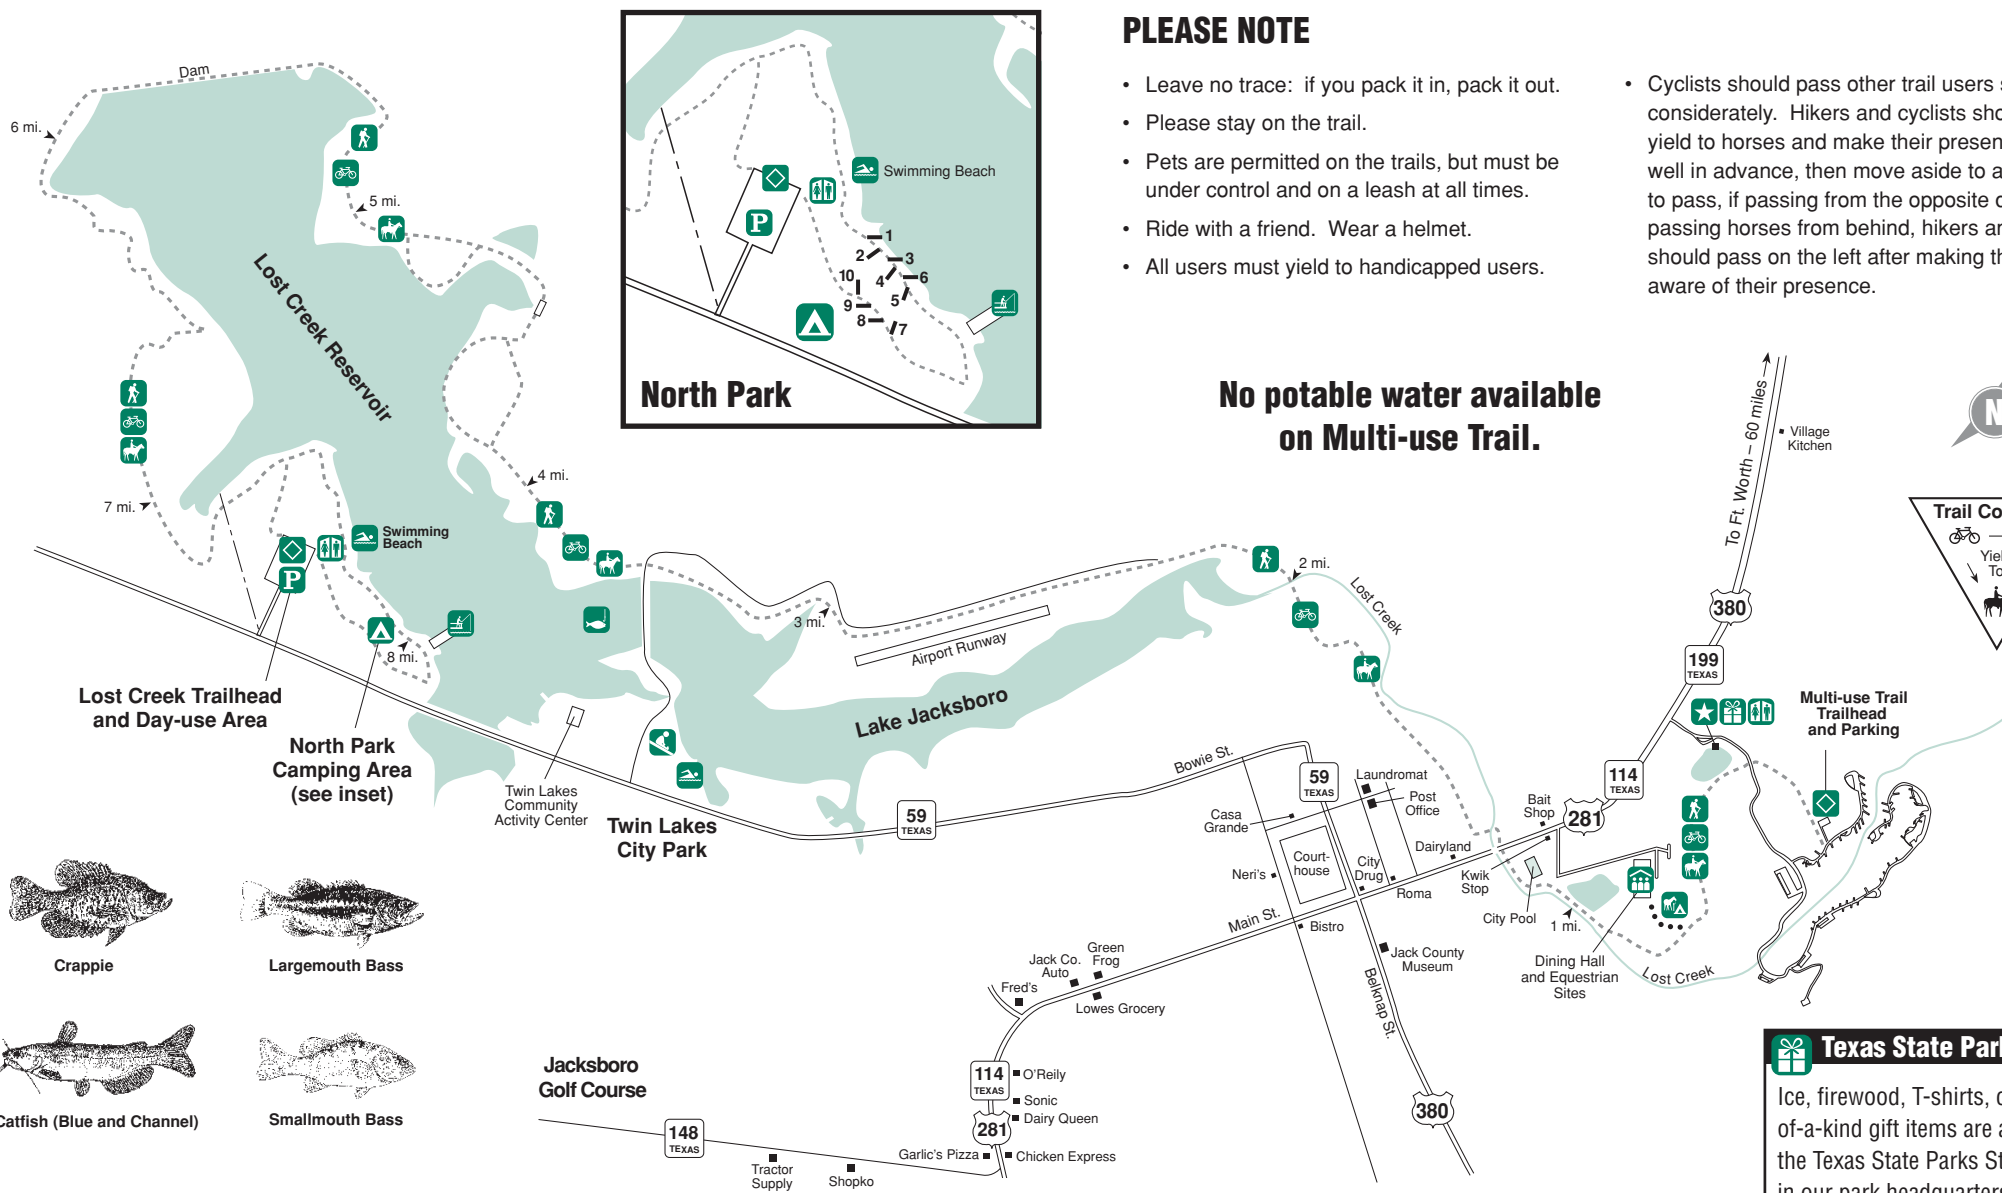 Dam
6 mi.
5 mi.
Lost Creek Reservoir
7 mi.
4 mi.
Swimming
Beach
P
8 mi.
3 mi.
2 mi.
Lost Creek
Airport Runway
Lake Jacksboro
Lost Creek Trailhead
and Day-use Area
North Park
Camping Area
(see inset)
Twin Lakes
Community
Activity Center
Twin Lakes
City Park
59
TEXAS
Bowie St.
North Park
P
Swimming Beach
1
2
3
4
5
6
7
8
9
10
PLEASE NOTE
• Leave no trace: if you pack it in, pack it out.
• Please stay on the trail.
• Pets are permitted on the trails, but must be
under control and on a leash at all times.
• Ride with a friend. Wear a helmet.
• All users must yield to handicapped users.
• Cyclists should pass other trail users
considerately. Hikers and cyclists
yield to horses and make their
well in advance, then move aside to
to pass, if passing from the opposite
passing horses from behind, hikers
should pass on the left after making
aware of their presence.
No potable water available
on Multi-use Trail.
To Ft. Worth – 60 miles
Village
Kitchen
N
Trail
380
199
TEXAS
Multi-use Trail
Trailhead
and Parking
114
TEXAS
281
Bait
Shop
59
TEXAS
Laundromat
Post
Office
Casa
Grande
Court-
house
Neri's
City
Drug
Dairyland
Roma
Kwik
Stop
City Pool
1 mi.
Dining Hall
and Equestrian
Sites
Lost Creek
Main St.
Bistro
Jack County
Museum
Belknap St.
380
Green
Frog
Jack Co.
Auto
Fred's
Lowes Grocery
114
TEXAS
O'Reily
Sonic
Dairy Queen
281
Garlic's Pizza
Chicken Express
Jacksboro
Golf Course
148
TEXAS
Tractor
Supply
Shopko
Crappie
Largemouth Bass
Catfish (Blue and Channel)
Smallmouth Bass
Texas State
Ice, firewood, T-shirts,
of-a-kind gift items are
the Texas State Parks
in our park headquarters